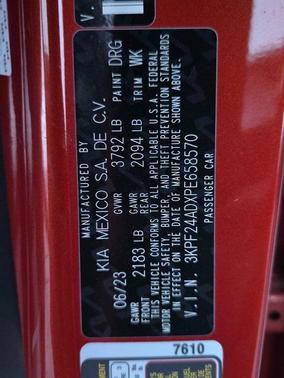 MANUFACTURED BY
KIA MEXICO S.A. DE C.V.
06/23 GVWR 3792 LB PAINT DRG
GAWR FRONT 2183 LB GAWR REAR 2094 LB TRIM WK
THIS VEHICLE CONFORMS TO ALL APPLICABLE U.S.A. FEDERAL
MOTOR VEHICLE SAFETY, BUMPER, AND THEFT PREVENTION
STANDARDS IN EFFECT ON THE DATE OF MANUFACTURE SHOWN ABOVE.
V.I.N. 3KPF24ADXPE658570
PASSENGER CAR
7610